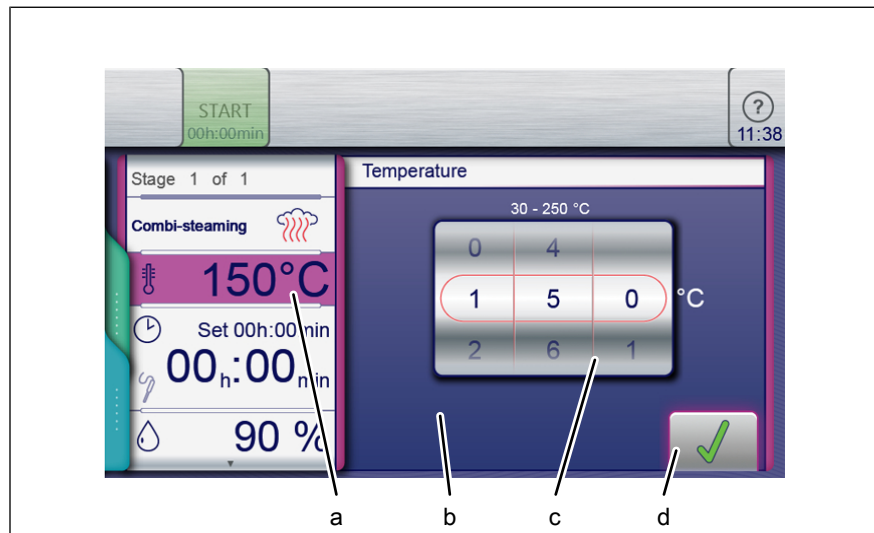 START
00h:00min
?
11:38
Stage 1 of 1
Temperature
Combi-steaming
30 - 250 °C
0 4
150°C
1 5 0 °C
Set 00h:00min
2 6 1
00h:00min
90 %
a b c d